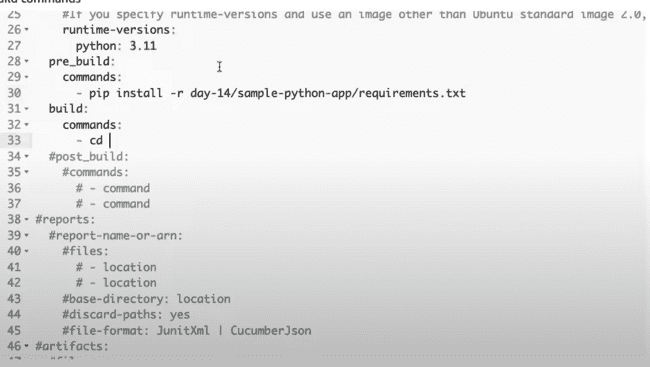 25 #If you specify runtime-versions and use an image other than Ubuntu standard image 2.0,
26 runtime-versions:
27 python: 3.11
28 pre_build:
29 commands:
30 - pip install -r day-14/sample-python-app/requirements.txt
31 build:
32 commands:
33 - cd
34 #post_build:
35 #commands:
36 # - command
37 # - command
38 #reports:
39 #report-name-or-arn:
40 #files:
41 # - location
42 # - location
43 #base-directory: location
44 #discard-paths: yes
45 #file-format: JunitXml | CucumberJson
46 #artifacts: